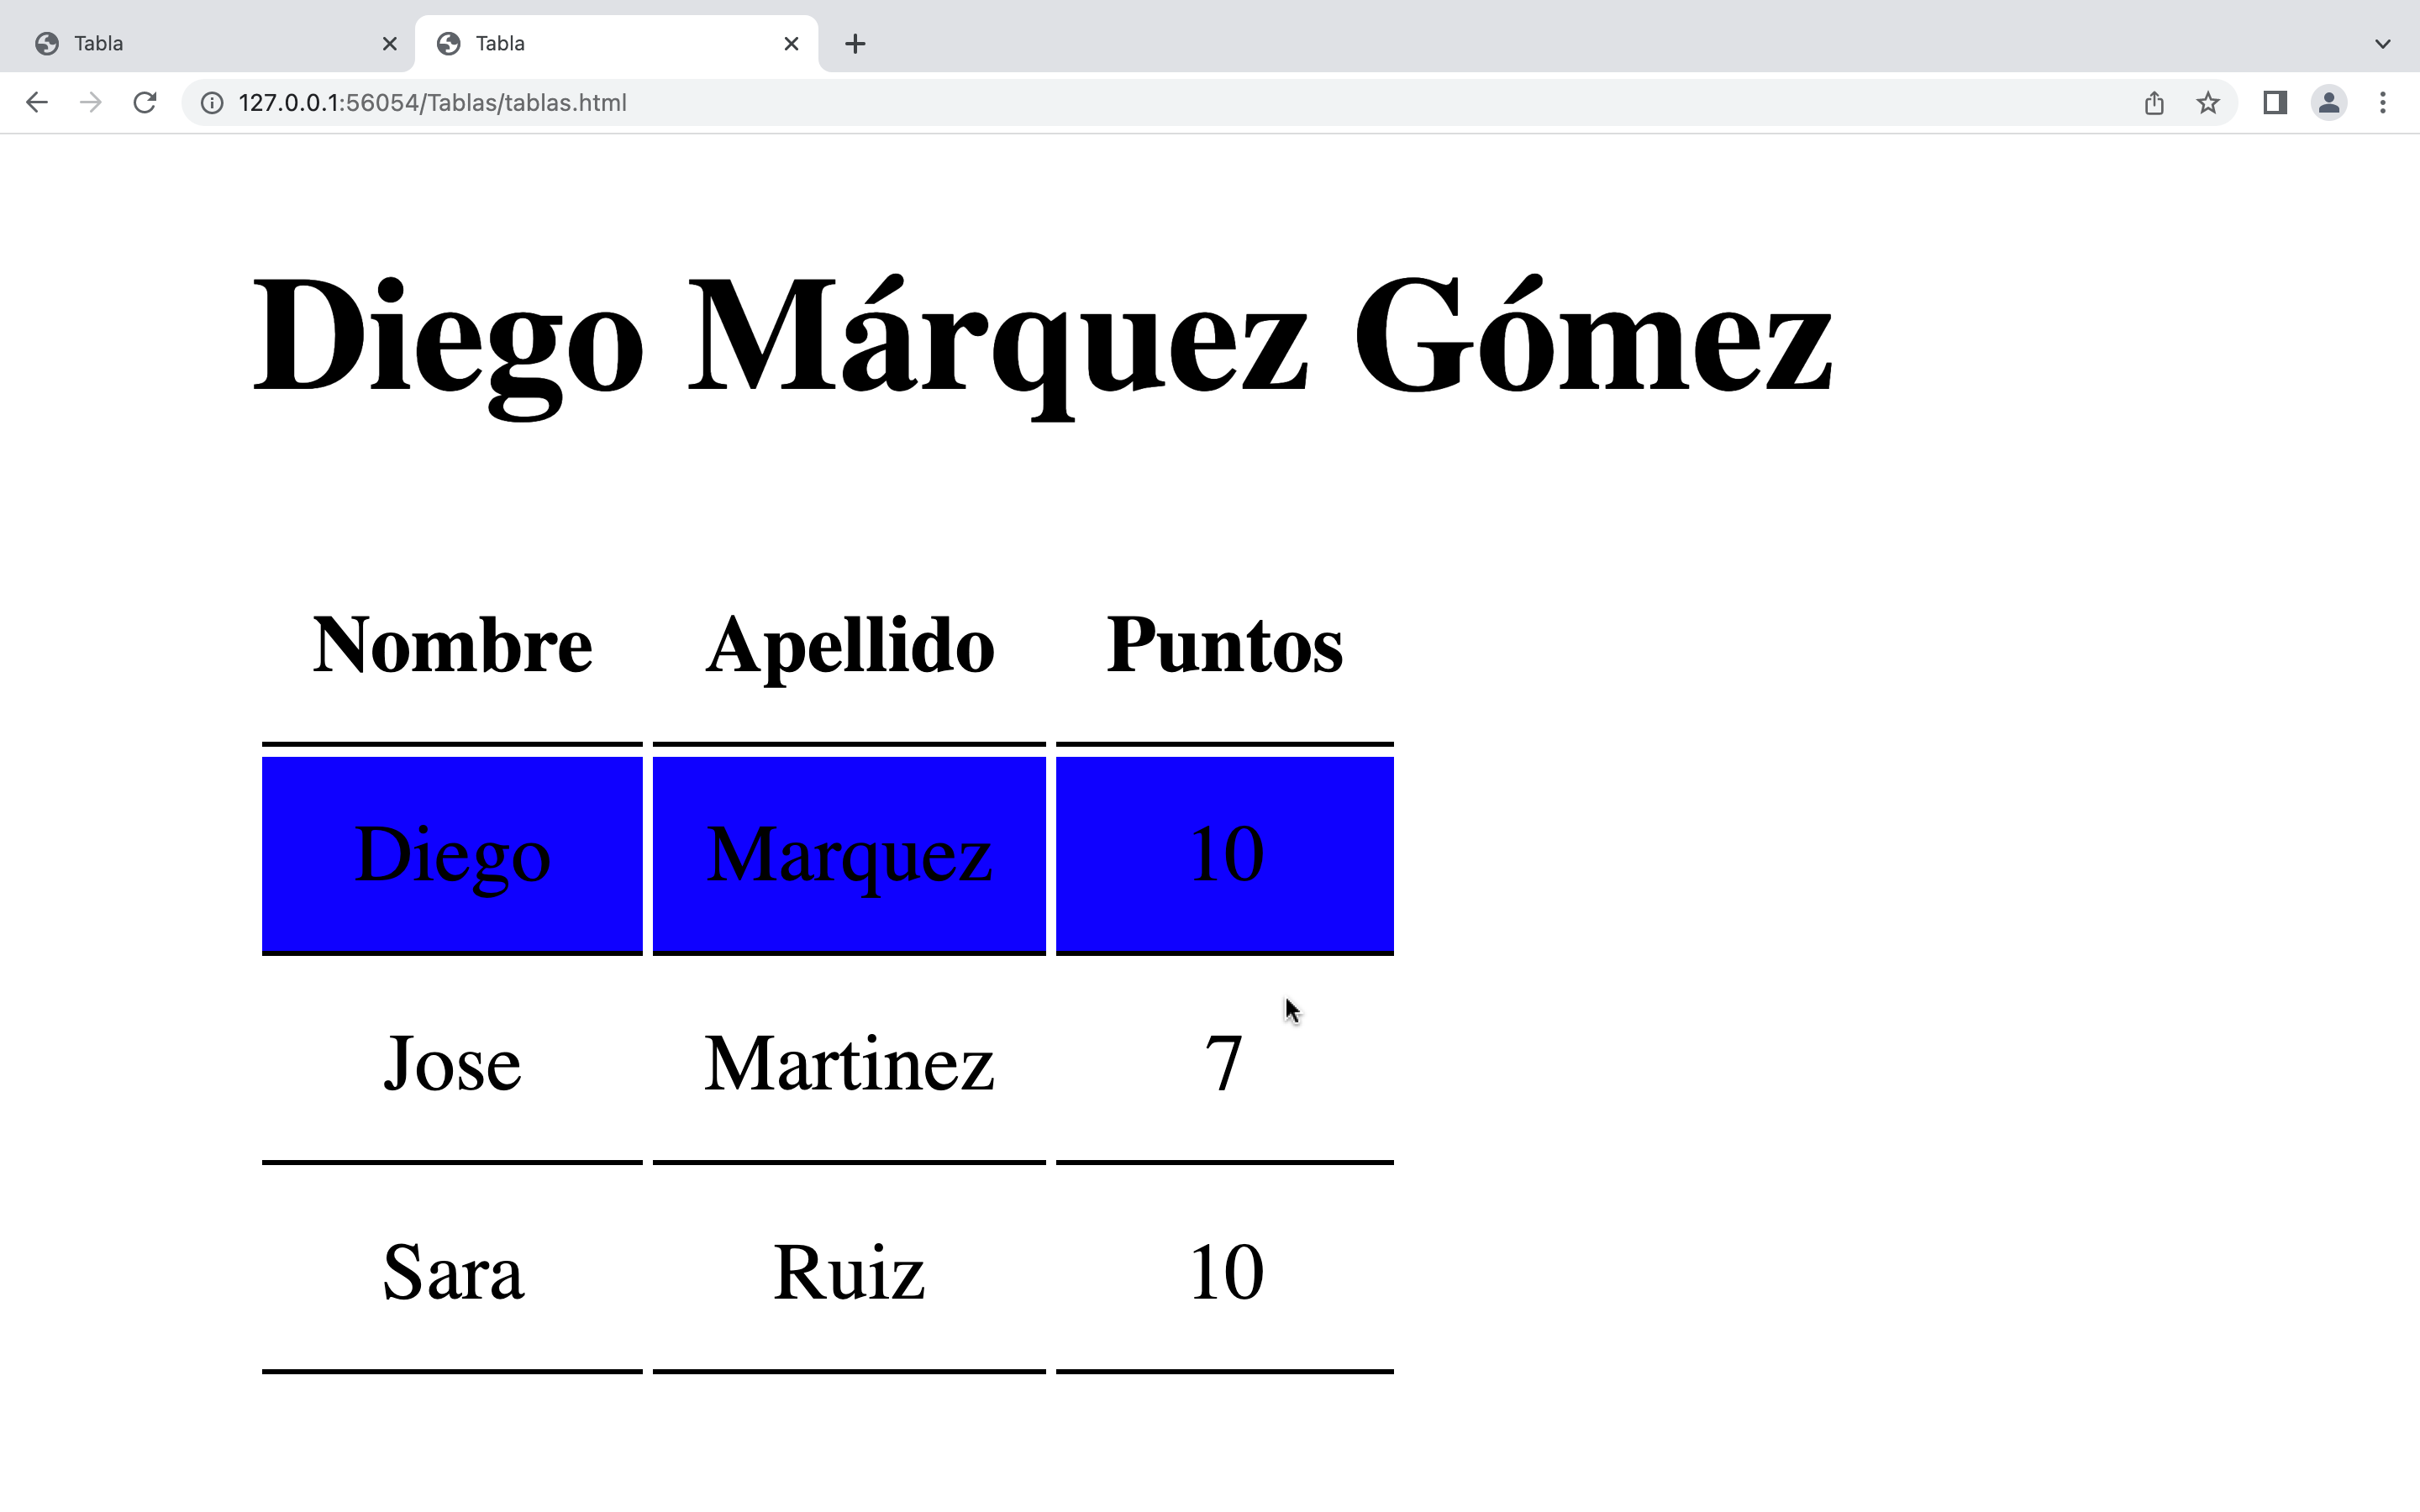 Tabla Tabla
127.0.0.1:56054/Tablas/tablas.html
Diego Márquez Gómez
Nombre Apellido Puntos
Diego Marquez 10
Jose Martinez 7
Sara Ruiz 10